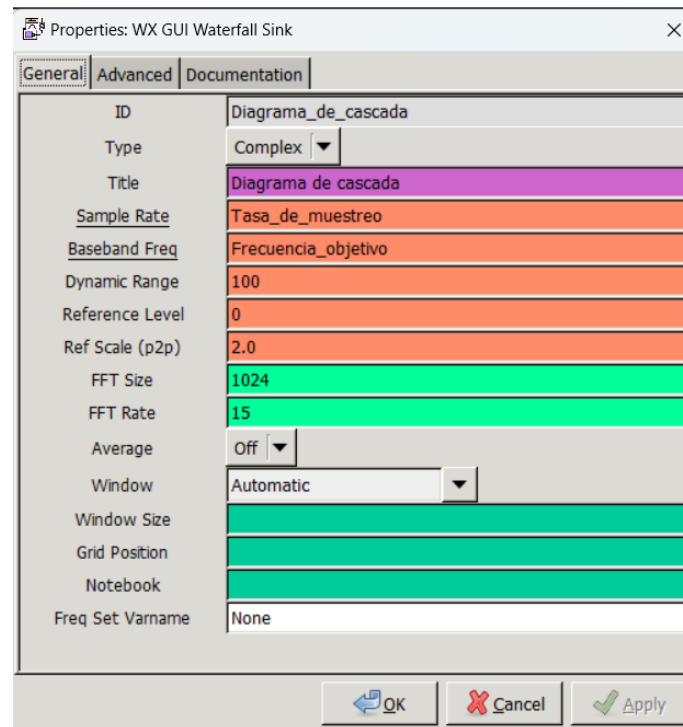 Properties: WX GUI Waterfall Sink
General Advanced Documentation
ID Diagrama_de_cascada
Type Complex
Title Diagrama de cascada
Sample Rate Tasa_de_muestreo
Baseband Freq Frecuencia_objetivo
Dynamic Range 100
Reference Level 0
Ref Scale (p2p) 2.0
FFT Size 1024
FFT Rate 15
Average Off
Window Automatic
Window Size
Grid Position
Notebook
Freq Set Varname None
OK Cancel Apply